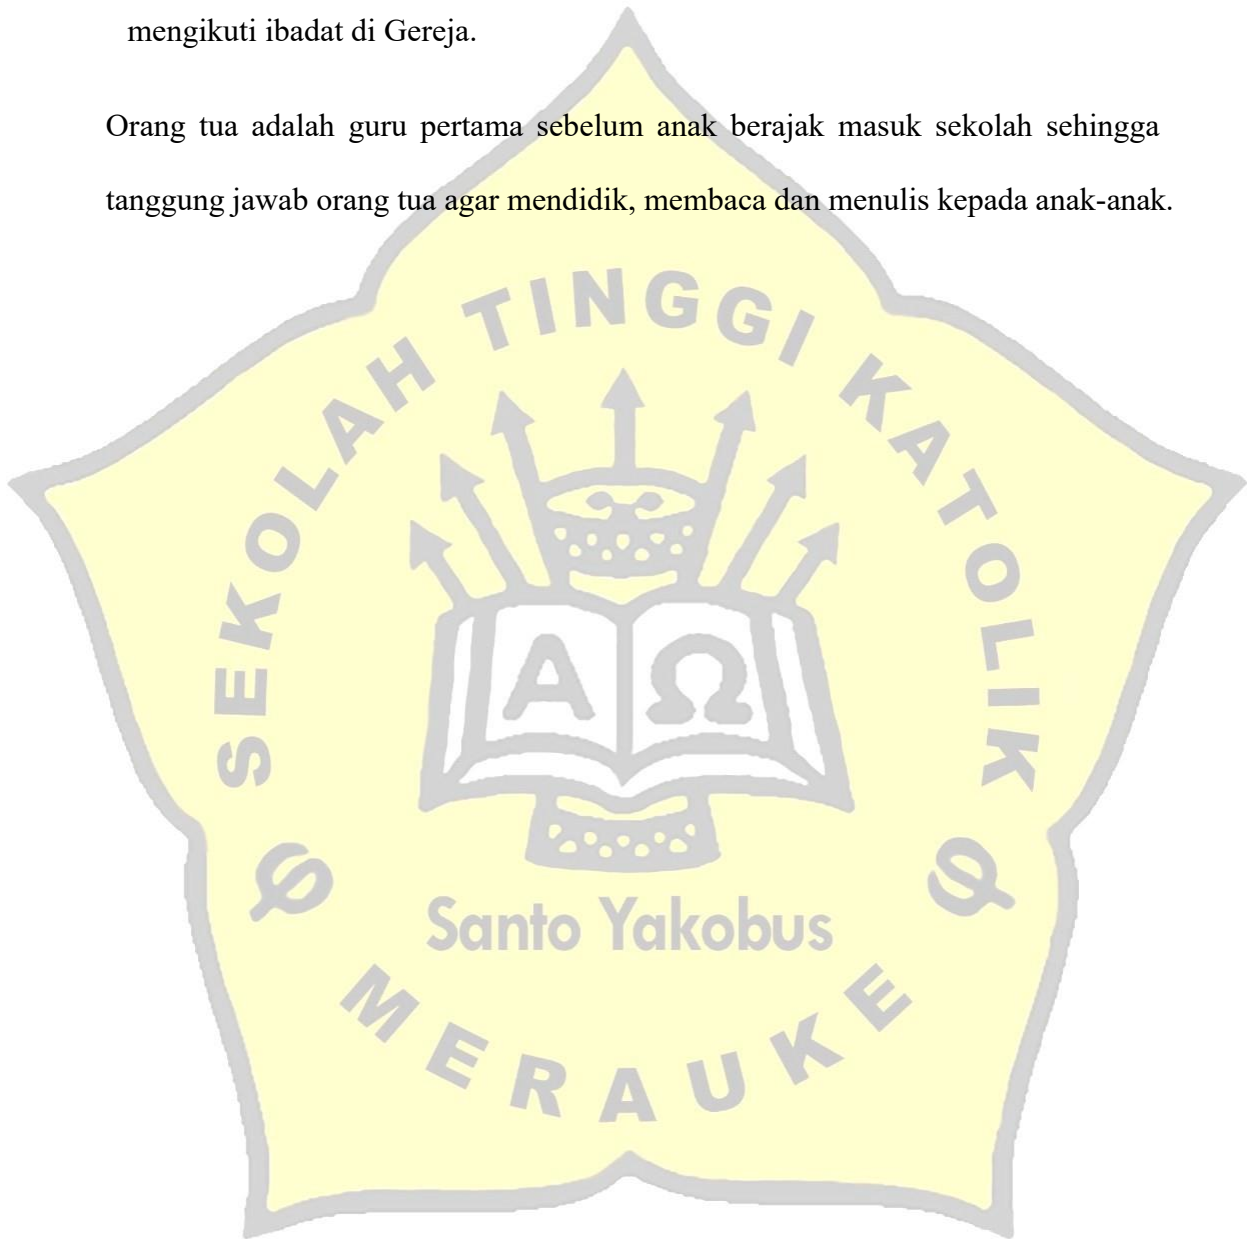 mengikuti ibadat di Gereja.
Orang tua adalah guru pertama sebelum anak berajak masuk sekolah sehingga
tanggung jawab orang tua agar mendidik, membaca dan menulis kepada anak-anak.
SEKOLAH TINGGI KATOLIK
Α Ω
Santo Yakobus
MERAUKE